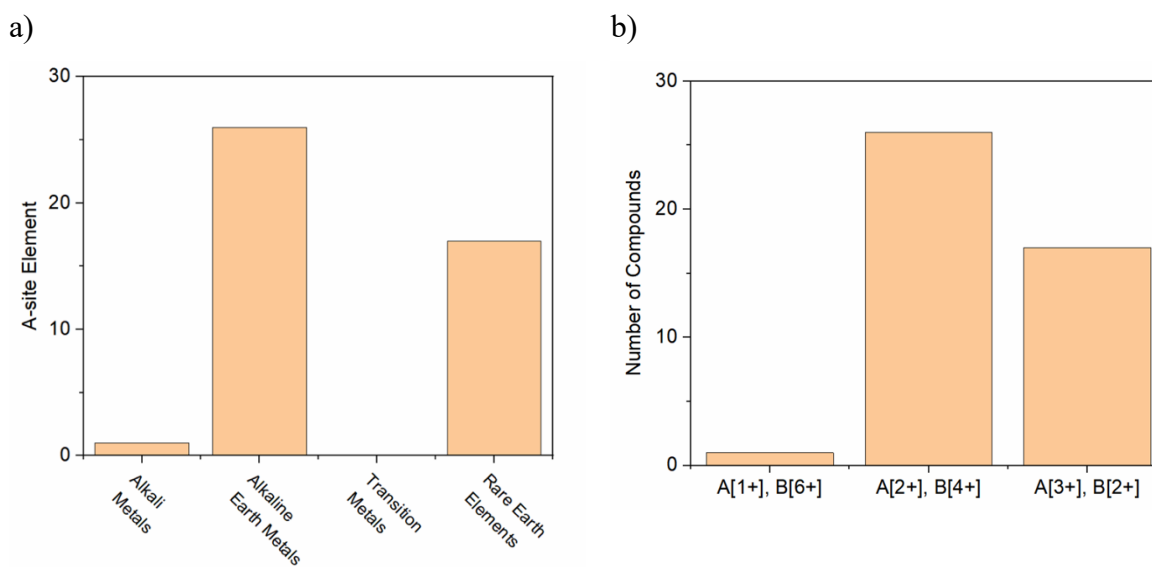 a)
b)
30
20
10
0
A-site Element
Alkali
Metals
Alkaline
Earth Metals
Transition
Metals
Rare Earth
Elements
30
20
10
0
Number of Compounds
A[1+], B[6+]
A[2+], B[4+]
A[3+], B[2+]